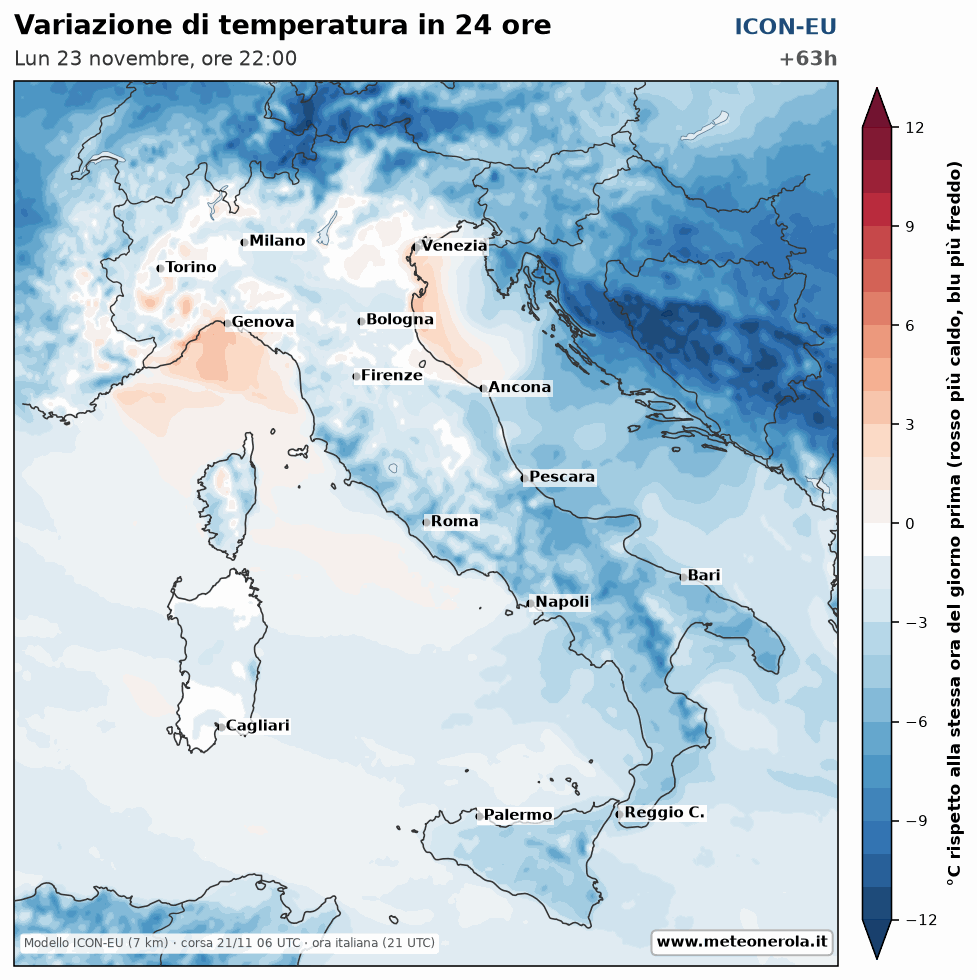 Variazione di temperatura in 24 ore
ICON-EU
Lun 23 novembre, ore 22:00
+63h
Milano
Venezia
Torino
Genova
Bologna
Firenze
Ancona
Pescara
Roma
Bari
Napoli
Cagliari
Palermo
Reggio C.
12
9
6
3
0
−3
−6
−9
−12
°C rispetto alla stessa ora del giorno prima (rosso più caldo, blu più freddo)
Modello ICON-EU (7 km) · corsa 21/11 06 UTC · ora italiana (21 UTC)
www.meteonerola.it